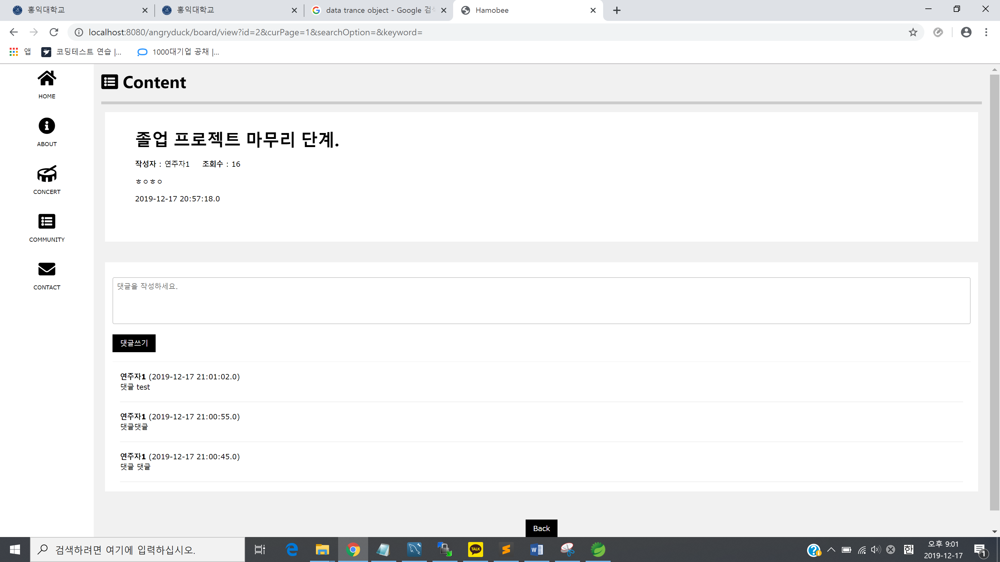 홍익대학교
홍익대학교
data trance object - Google 검색
Hamobee
localhost:8080/angryduck/board/view?id=2&curPage=1&searchOption=&keyword=
앱
코딩테스트 연습 |...
1000대기업 공채 |...
HOME
ABOUT
CONCERT
COMMUNITY
CONTACT
Content
졸업 프로젝트 마무리 단계.
작성자 : 연주자1 조회수 : 16
ㅎㅇㅎㅇ
2019-12-17 20:57:18.0
댓글을 작성하세요.
댓글쓰기
연주자1 (2019-12-17 21:01:02.0)
댓글 test
연주자1 (2019-12-17 21:00:55.0)
댓글댓글
연주자1 (2019-12-17 21:00:45.0)
댓글 댓글
Back
검색하려면 여기에 입력하십시오.
TALK
W
한
오후 9:01
2019-12-17
1